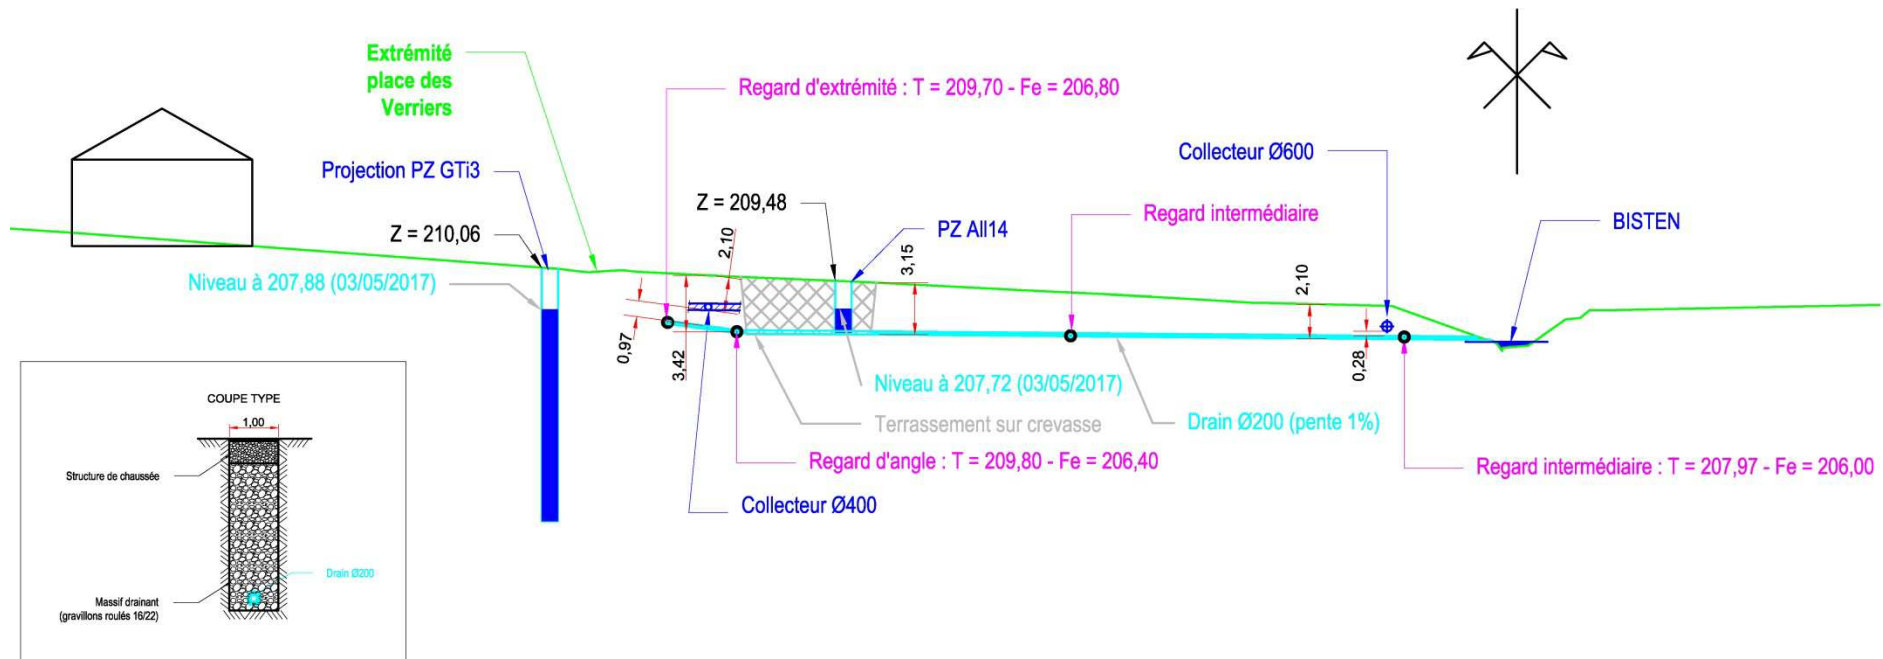 Extrémité
place des
Verriers
Regard d'extrémité : T = 209,70 - Fe = 206,80
Projection PZ GTi3
Collecteur Ø600
Z = 209,48
Regard intermédiaire
Z = 210,06
PZ All14
BISTEN
Niveau à 207,88 (03/05/2017)
2,10
3,15
2,10
0,97
3,42
0,28
Niveau à 207,72 (03/05/2017)
Terrassement sur crevasse
Drain Ø200 (pente 1%)
Regard d'angle : T = 209,80 - Fe = 206,40
Regard intermédiaire : T = 207,97 - Fe = 206,00
Collecteur Ø400
COUPE TYPE
1,00
Structure de chaussée
Drain Ø200
Massif drainant
(gravillons roulés 16/22)